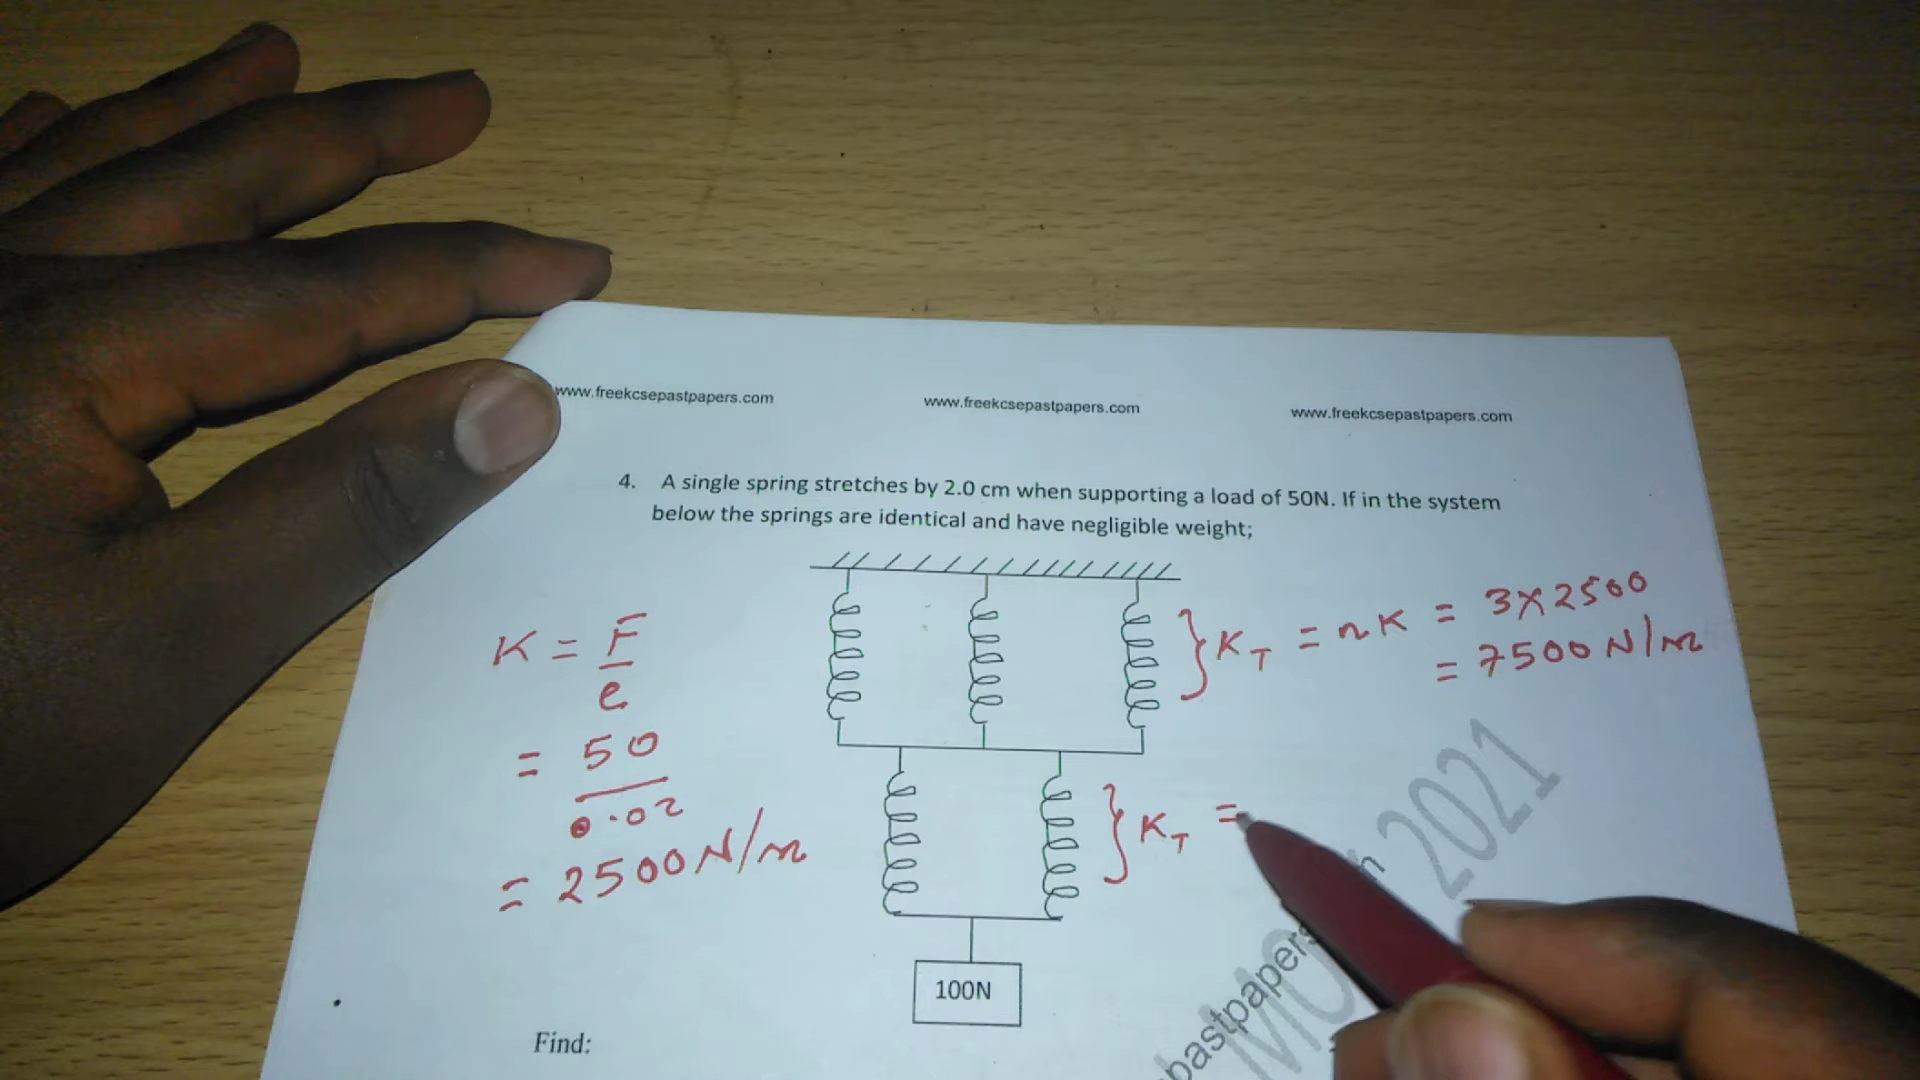 www.freekcsepastpapers.com www.freekcsepastpapers.com www.freekcsepastpapers.com
4. A single spring stretches by 2.0 cm when supporting a load of 50N. If in the system
below the springs are identical and have negligible weight;
K = F
e
= 50
0.02
= 2500 N/m
K T = nK = 3×2500
= 7500 N/m
K T =
100N
Find:
2021